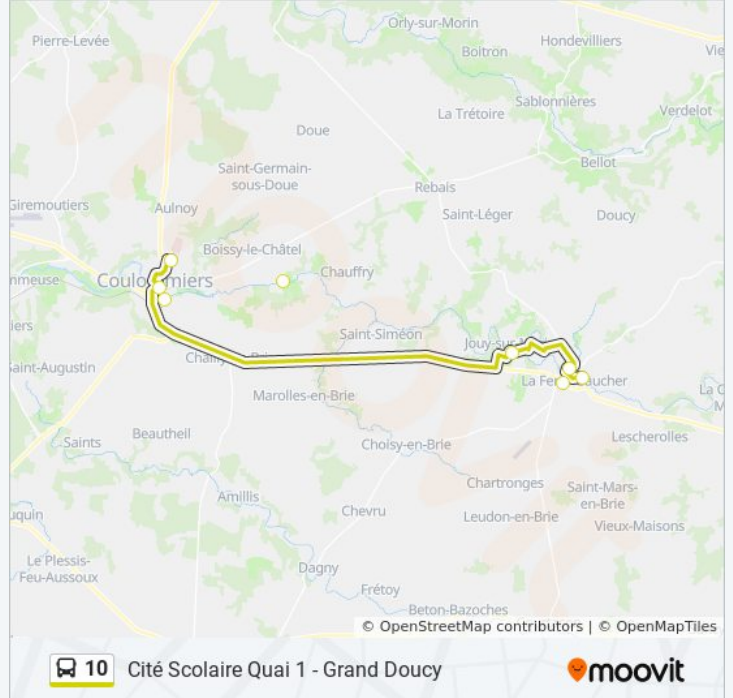 Orly-sur-Morin
Pierre-Levée
Hondevilliers
Boitron
Sablonnières
Verdelot
La Trétoire
Doue
Bellot
Saint-Germain-
sous-Doue
Rebais
Giremoutiers
Aulnoy
Saint-Léger
Doucy
Boissy-le-Châtel
Chauffry
Saint-Siméon
Saint-Augustin
Marolles-en-Brie
Beautheil
Lescherolles
Saints
Choisy-en-Brie
Chartronges
Saint-Mars-
en-Brie
Amillis
Chevru
Leudon-en-Brie
Vieux-Maisons
Le Plessis-
Feu-Aussoux
Dagny
Frétoy
Beton-Bazoches
© OpenStreetMap contributors | © OpenMapTiles
10 Cité Scolaire Quai 1 - Grand Doucy
moovit